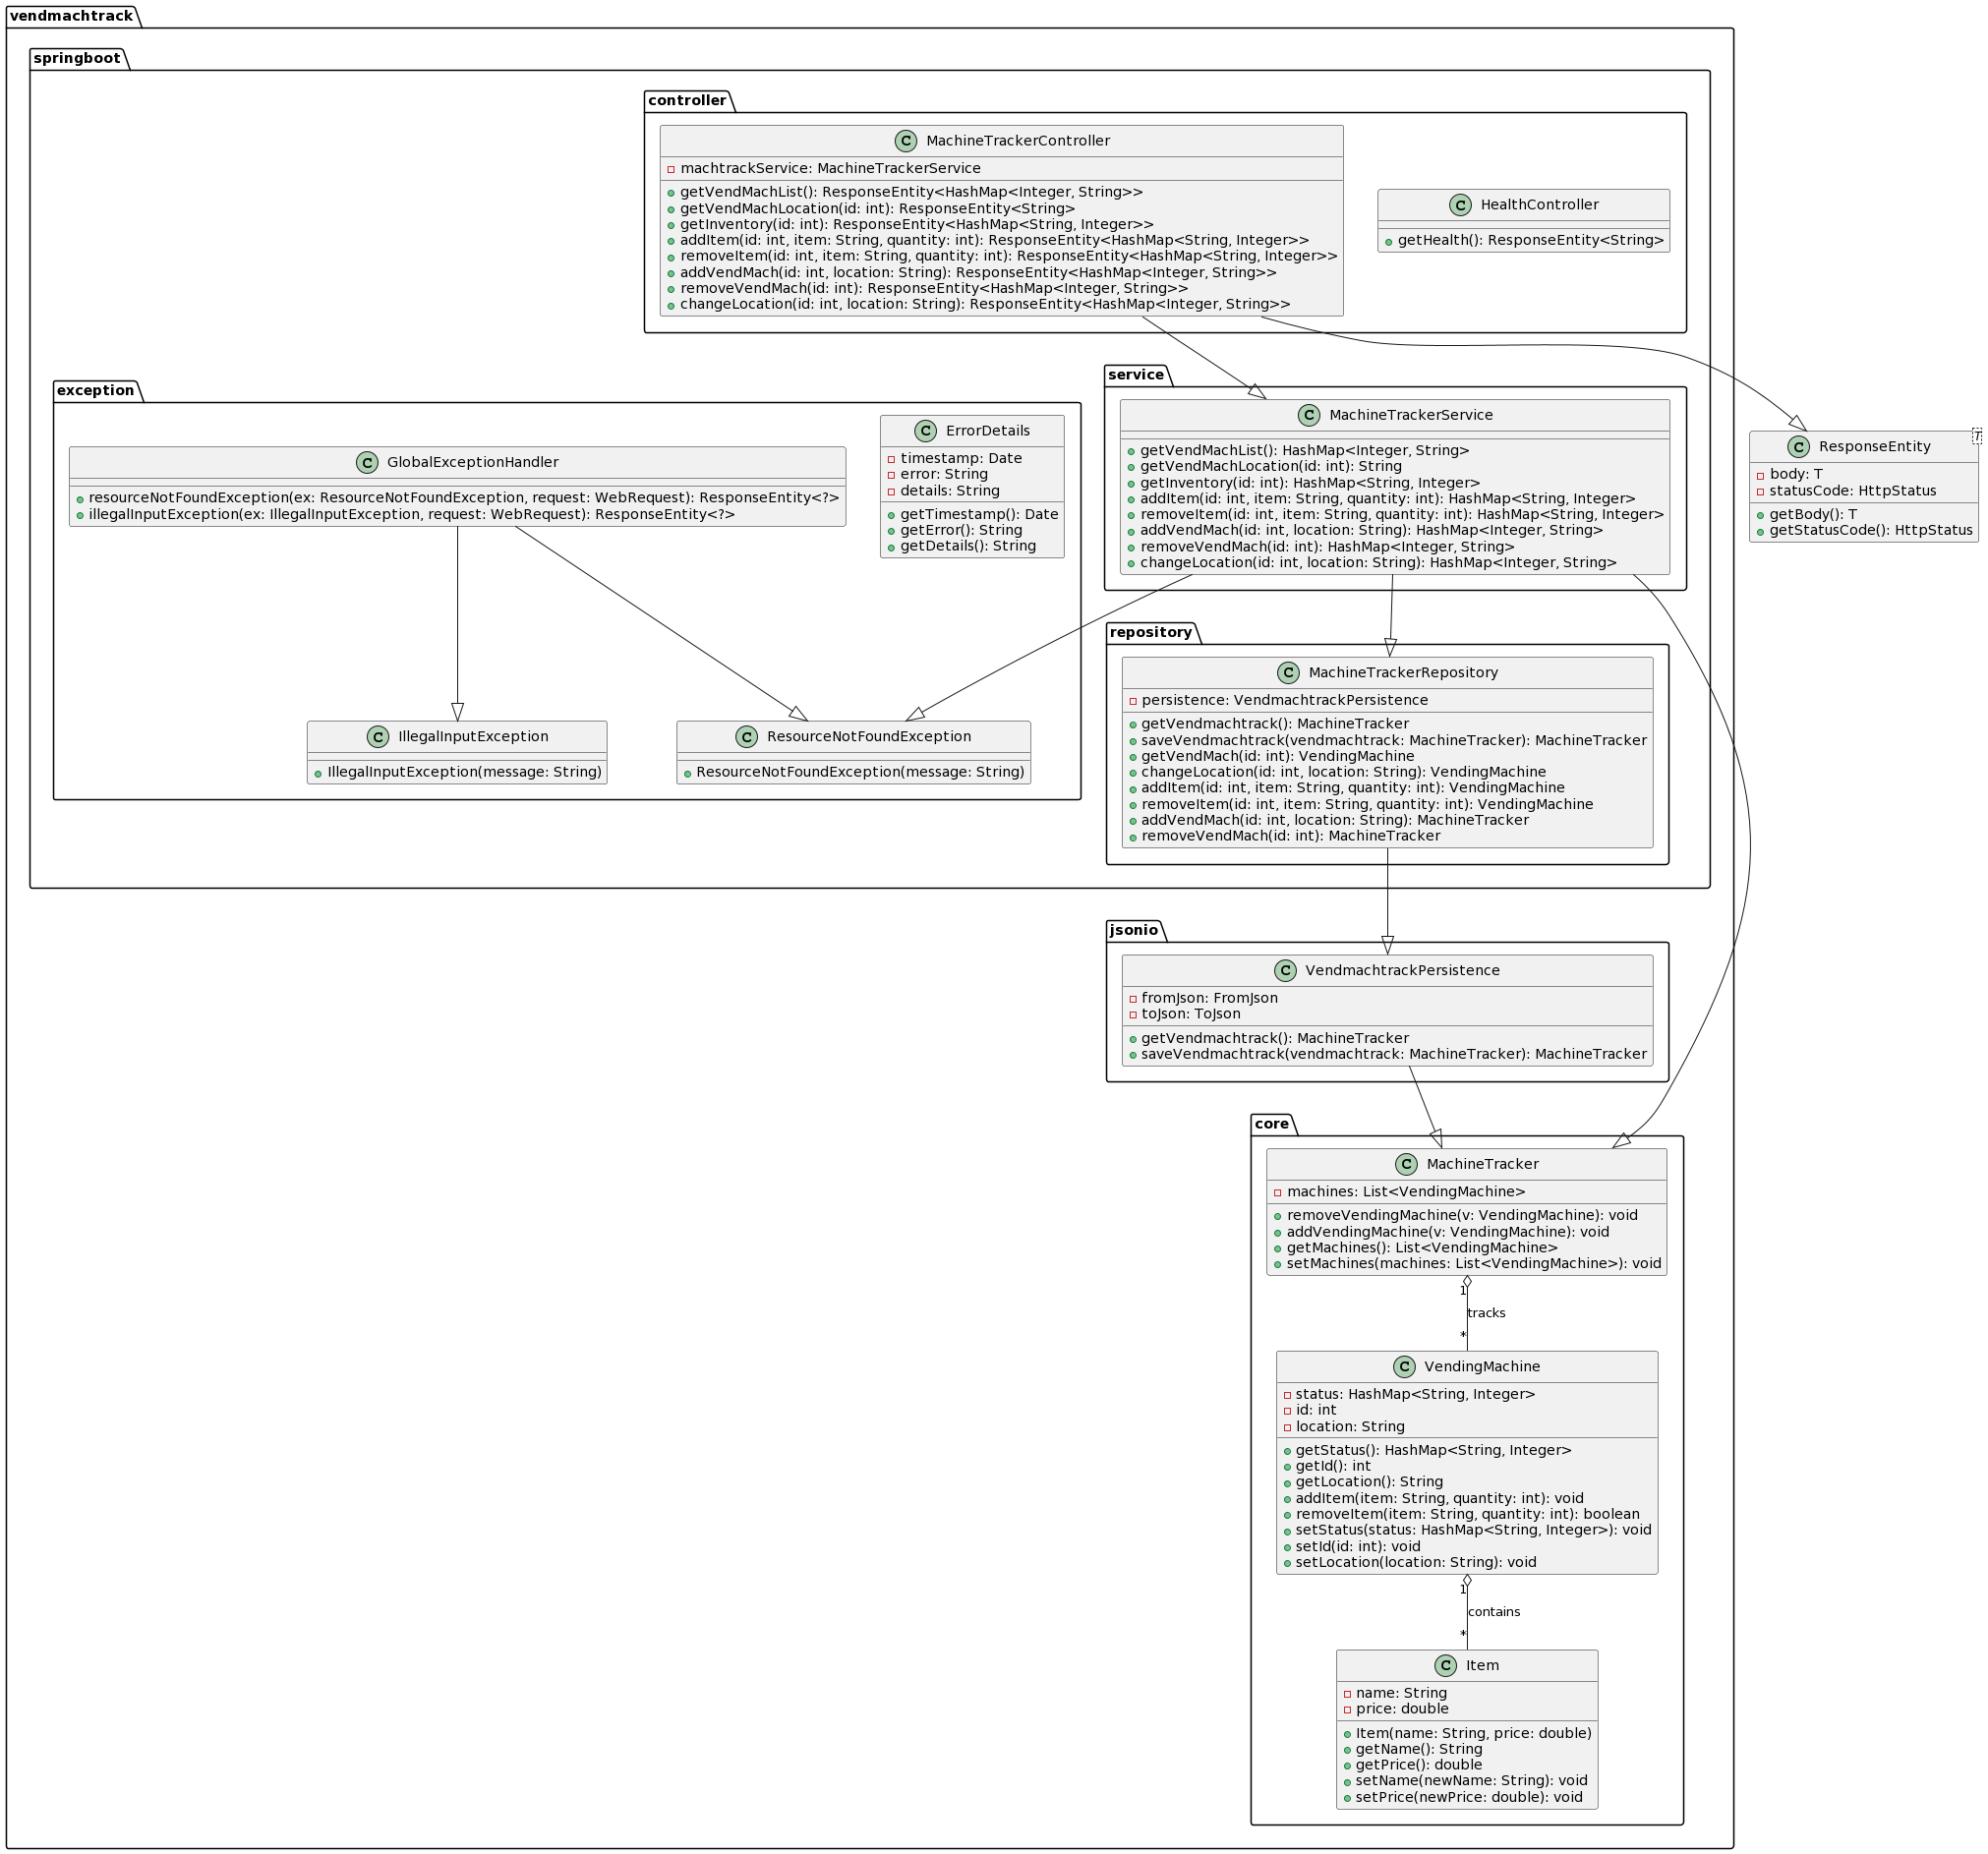 vendmachtrack
springboot
controller
C MachineTrackerController
machtrackService: MachineTrackerService
getVendMachList(): ResponseEntity<HashMap<Integer, String>>
getVendMachLocation(id: int): ResponseEntity<String>
getInventory(id: int): ResponseEntity<HashMap<String, Integer>>
addItem(id: int, item: String, quantity: int): ResponseEntity<HashMap<String, Integer>>
removeItem(id: int, item: String, quantity: int): ResponseEntity<HashMap<String, Integer>>
addVendMach(id: int, location: String): ResponseEntity<HashMap<Integer, String>>
removeVendMach(id: int): ResponseEntity<HashMap<Integer, String>>
changeLocation(id: int, location: String): ResponseEntity<HashMap<Integer, String>>
C HealthController
getHealth(): ResponseEntity<String>
exception
C GlobalExceptionHandler
resourceNotFoundException(ex: ResourceNotFoundException, request: WebRequest): ResponseEntity<?>
illegalInputException(ex: IllegalInputException, request: WebRequest): ResponseEntity<?>
C ErrorDetails
timestamp: Date
error: String
details: String
getTimestamp(): Date
getError(): String
getDetails(): String
service
C MachineTrackerService
getVendMachList(): HashMap<Integer, String>
getVendMachLocation(id: int): String
getInventory(id: int): HashMap<String, Integer>
addItem(id: int, item: String, quantity: int): HashMap<String, Integer>
removeItem(id: int, item: String, quantity: int): HashMap<String, Integer>
addVendMach(id: int, location: String): HashMap<Integer, String>
removeVendMach(id: int): HashMap<Integer, String>
changeLocation(id: int, location: String): HashMap<Integer, String>
C ResponseEntity
T
body: T
statusCode: HttpStatus
getBody(): T
getStatusCode(): HttpStatus
C IllegalInputException
IllegalInputException(message: String)
C ResourceNotFoundException
ResourceNotFoundException(message: String)
repository
C MachineTrackerRepository
persistence: VendmachtrackPersistence
getVendmachtrack(): MachineTracker
saveVendmachtrack(vendmachtrack: MachineTracker): MachineTracker
getVendMach(id: int): VendingMachine
changeLocation(id: int, location: String): VendingMachine
addItem(id: int, item: String, quantity: int): VendingMachine
removeItem(id: int, item: String, quantity: int): VendingMachine
addVendMach(id: int, location: String): MachineTracker
removeVendMach(id: int): MachineTracker
jsonio
C VendmachtrackPersistence
fromJson: FromJson
toJson: ToJson
getVendmachtrack(): MachineTracker
saveVendmachtrack(vendmachtrack: MachineTracker): MachineTracker
core
C MachineTracker
machines: List<VendingMachine>
removeVendingMachine(v: VendingMachine): void
addVendingMachine(v: VendingMachine): void
getMachines(): List<VendingMachine>
setMachines(machines: List<VendingMachine>): void
1
tracks
*
C VendingMachine
status: HashMap<String, Integer>
id: int
location: String
getStatus(): HashMap<String, Integer>
getId(): int
getLocation(): String
addItem(item: String, quantity: int): void
removeItem(item: String, quantity: int): boolean
setStatus(status: HashMap<String, Integer>): void
setId(id: int): void
setLocation(location: String): void
1
contains
*
C Item
name: String
price: double
Item(name: String, price: double)
getName(): String
getPrice(): double
setName(newName: String): void
setPrice(newPrice: double): void